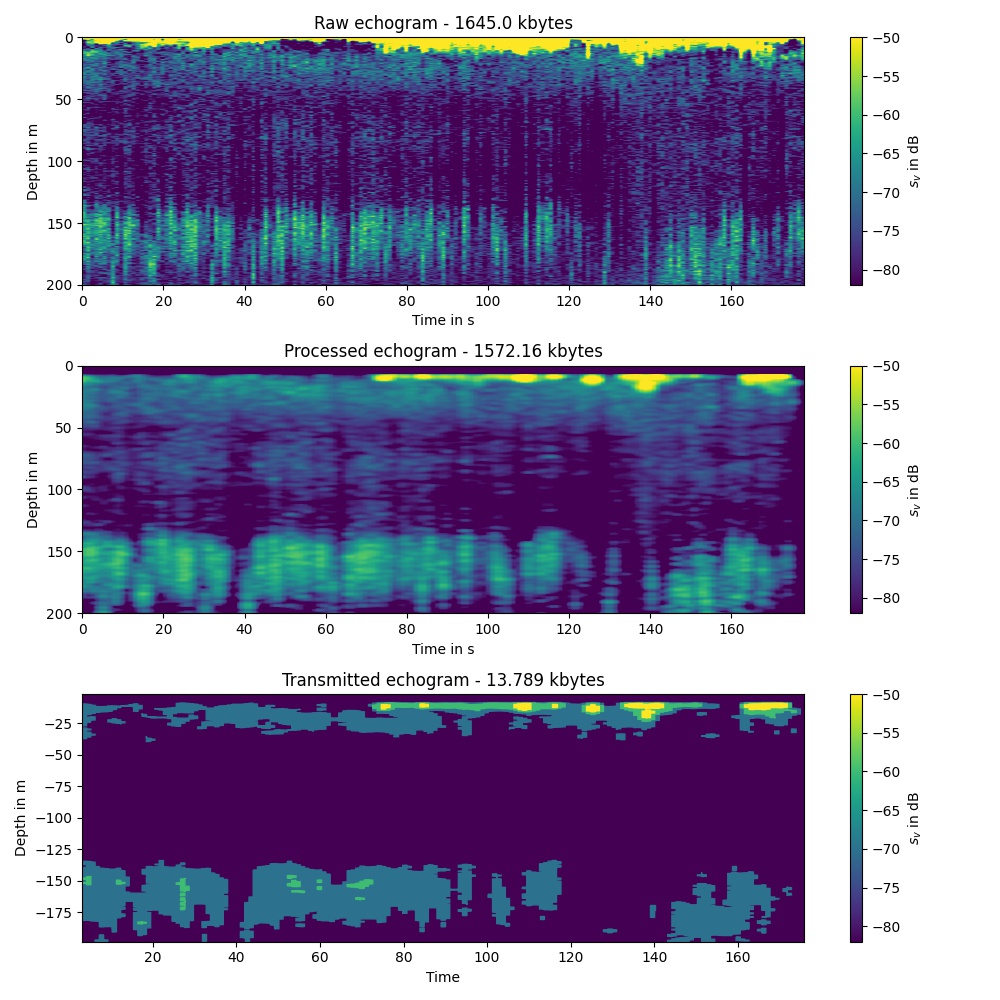 Raw echogram - 1645.0 kbytes
0
50
100
150
200
Depth in m
0 20 40 60 80 100 120 140 160
Time in s
−50
−55
−60
−65
−70
−75
−80
sv in dB
Processed echogram - 1572.16 kbytes
0
50
100
150
200
Depth in m
0 20 40 60 80 100 120 140 160
Time in s
−50
−55
−60
−65
−70
−75
−80
sv in dB
Transmitted echogram - 13.789 kbytes
−25
−50
−75
−100
−125
−150
−175
Depth in m
20 40 60 80 100 120 140 160
Time
−50
−55
−60
−65
−70
−75
−80
sv in dB